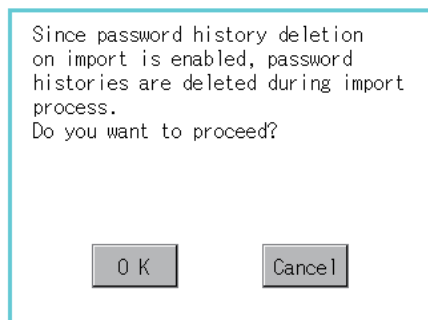 Since password history deletion
on import is enabled, password
histories are deleted during import
process.
Do you want to proceed?
OK
Cancel